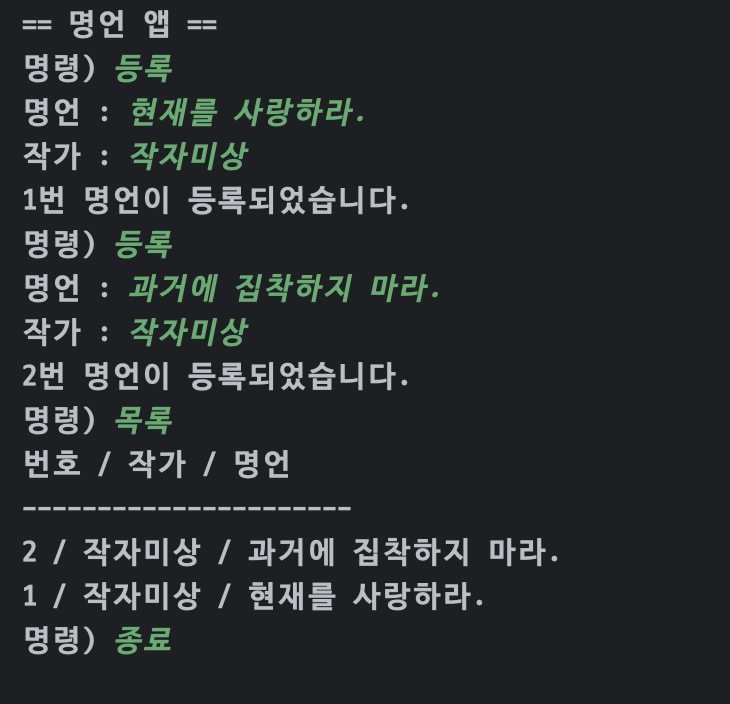 == 명언 앱 ==
명령) 등록
명언 : 현재를 사랑하라.
작가 : 작자미상
1번 명언이 등록되었습니다.
명령) 등록
명언 : 과거에 집착하지 마라.
작가 : 작자미상
2번 명언이 등록되었습니다.
명령) 목록
번호 / 작가 / 명언
----------------------
2 / 작자미상 / 과거에 집착하지 마라.
1 / 작자미상 / 현재를 사랑하라.
명령) 종료